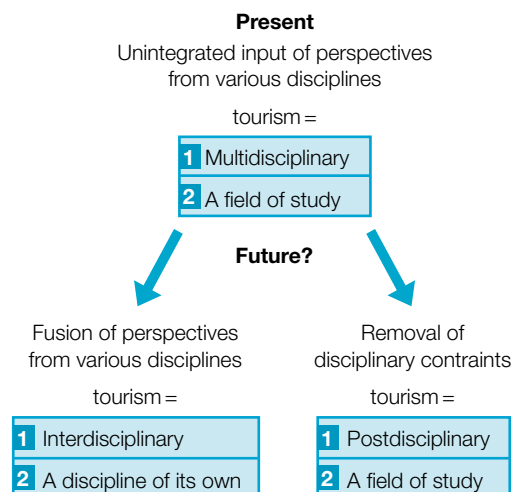 Present
Unintegrated input of perspectives
from various disciplines
tourism =
1 Multidisciplinary
2 A field of study
Future?
Fusion of perspectives
from various disciplines
tourism =
1 Interdisciplinary
2 A discipline of its own
Removal of
disciplinary contraints
tourism =
1 Postdisciplinary
2 A field of study